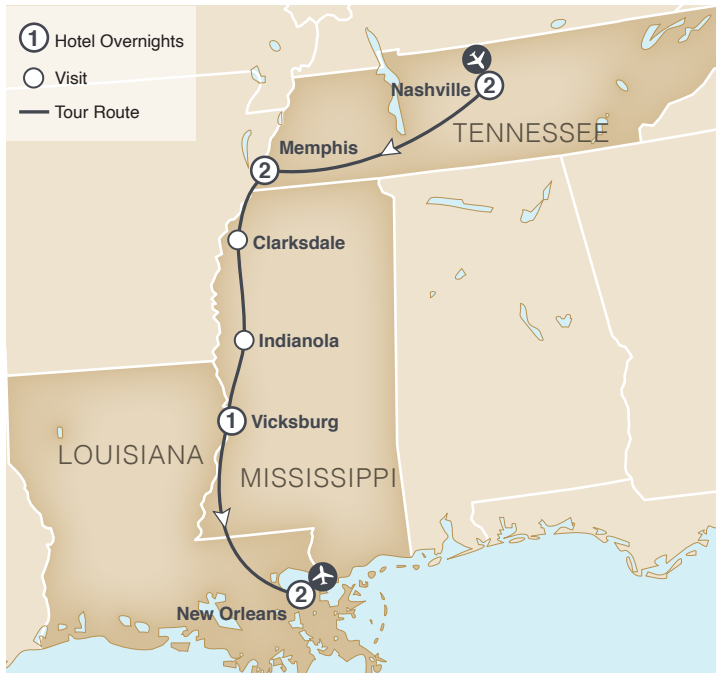 1 Hotel Overnights
Visit
Tour Route
Nashville
2
TENNESSEE
Memphis
2
Clarksdale
Indianola
1 Vicksburg
LOUISIANA
MISSISSIPPI
2
New Orleans